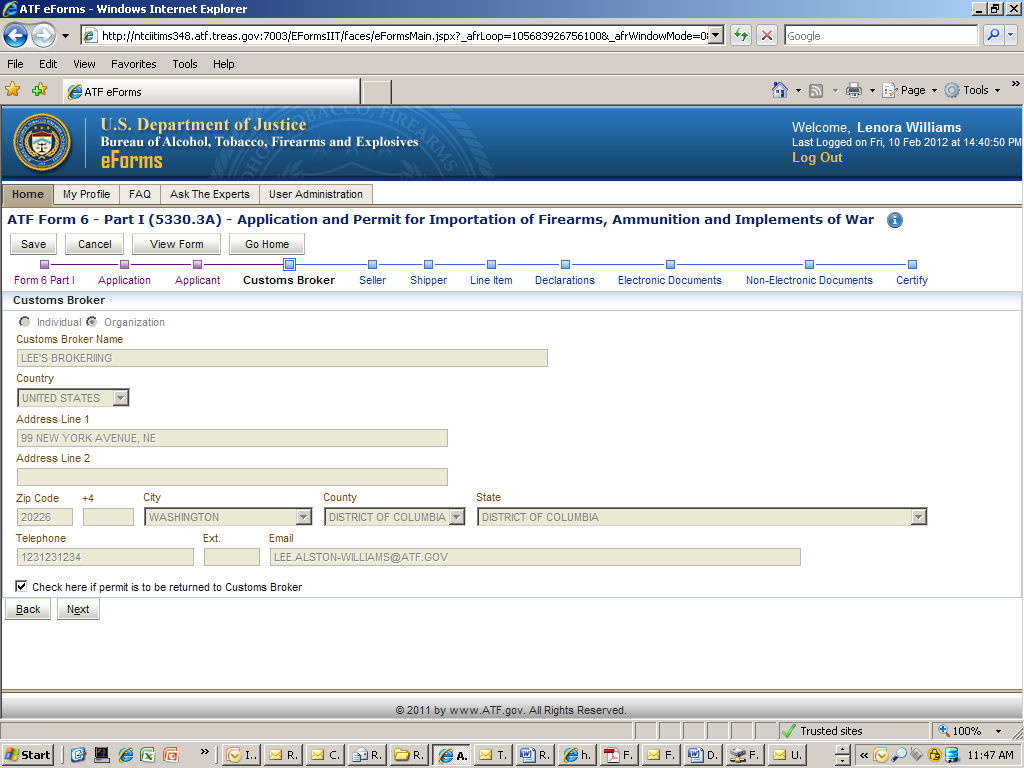 ATF eForms - Windows Internet Explorer
http://ntciitims348.atf.treas.gov:7003/EFormsIIT/faces/eFormsMain.jspx?_afrLoop=105683926756100&_afrWindowMode=0&
Google
File Edit View Favorites Tools Help
ATF eForms
Page Tools »
U.S. Department of Justice
Bureau of Alcohol, Tobacco, Firearms and Explosives
eForms
Welcome, Lenora Williams
Last Logged on Fri, 10 Feb 2012 at 14:40:50 PM
Log Out
Home My Profile FAQ Ask The Experts User Administration
ATF Form 6 - Part I (5330.3A) - Application and Permit for Importation of Firearms, Ammunition and Implements of War
Save Cancel View Form Go Home
Form 6 Part I Application Applicant Customs Broker Seller Shipper Line Item Declarations Electronic Documents Non-Electronic Documents Certify
Customs Broker
Individual Organization
Customs Broker Name
LEE'S BROKERIING
Country
UNITED STATES
Address Line 1
99 NEW YORK AVENUE, NE
Address Line 2
Zip Code +4 City County State
20226 WASHINGTON DISTRICT OF COLUMBIA DISTRICT OF COLUMBIA
Telephone Ext. Email
1231231234 LEE.ALSTON-WILLIAMS@ATF.GOV
Check here if permit is to be returned to Customs Broker
Back Next
© 2011 by www.ATF.gov. All Rights Reserved.
Trusted sites 100%
Start » I.. R. C. R. R. A. T. R. h. F. F. D. F. U. « 11:47 AM